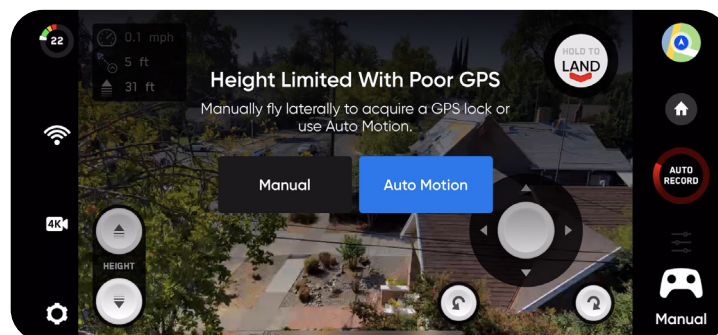 22
0.1 mph
5 ft
31 ft
HOLD TO
LAND
Height Limited With Poor GPS
Manually fly laterally to acquire a GPS lock or
use Auto Motion.
Manual
Auto Motion
AUTO
RECORD
4K
HEIGHT
Manual